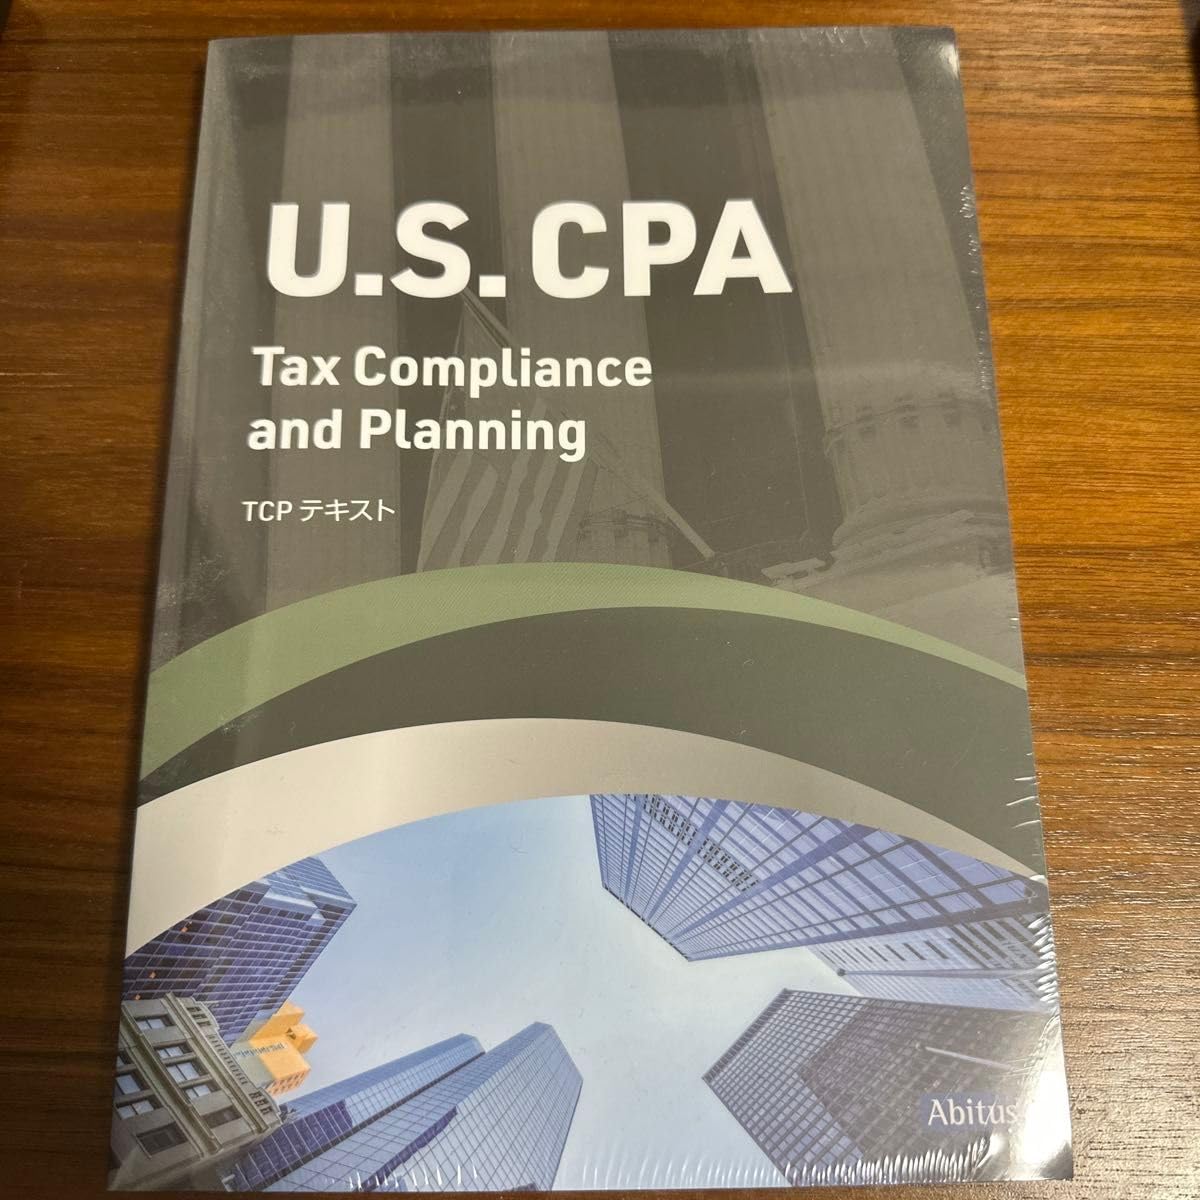 U.S. CPA
Tax Compliance
and Planning
TCP テキスト
Abitus